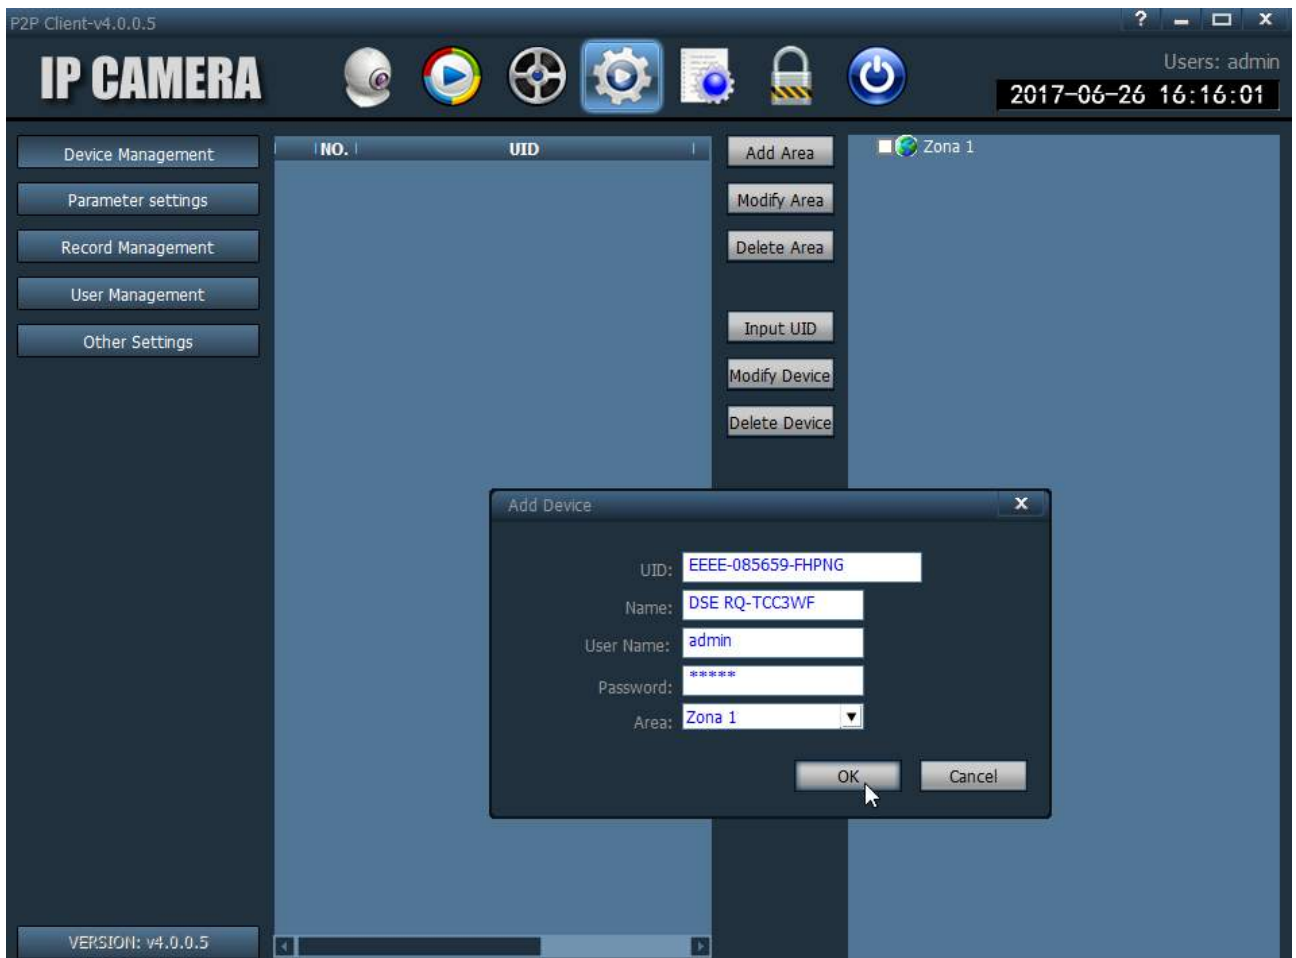 P2P Client-v4.0.0.5
? X
IP CAMERA
Users: admin
2017-06-26 16:16:01
Device Management
Parameter settings
Record Management
User Management
Other Settings
VERSION: v4.0.0.5
NO. UID
Add Area
Modify Area
Delete Area
Input UID
Modify Device
Delete Device
Zona 1
Add Device X
UID: EEEE-085659-FHPNG
Name: DSE RQ-TCC3WF
User Name: admin
Password: *****
Area: Zona 1
OK Cancel